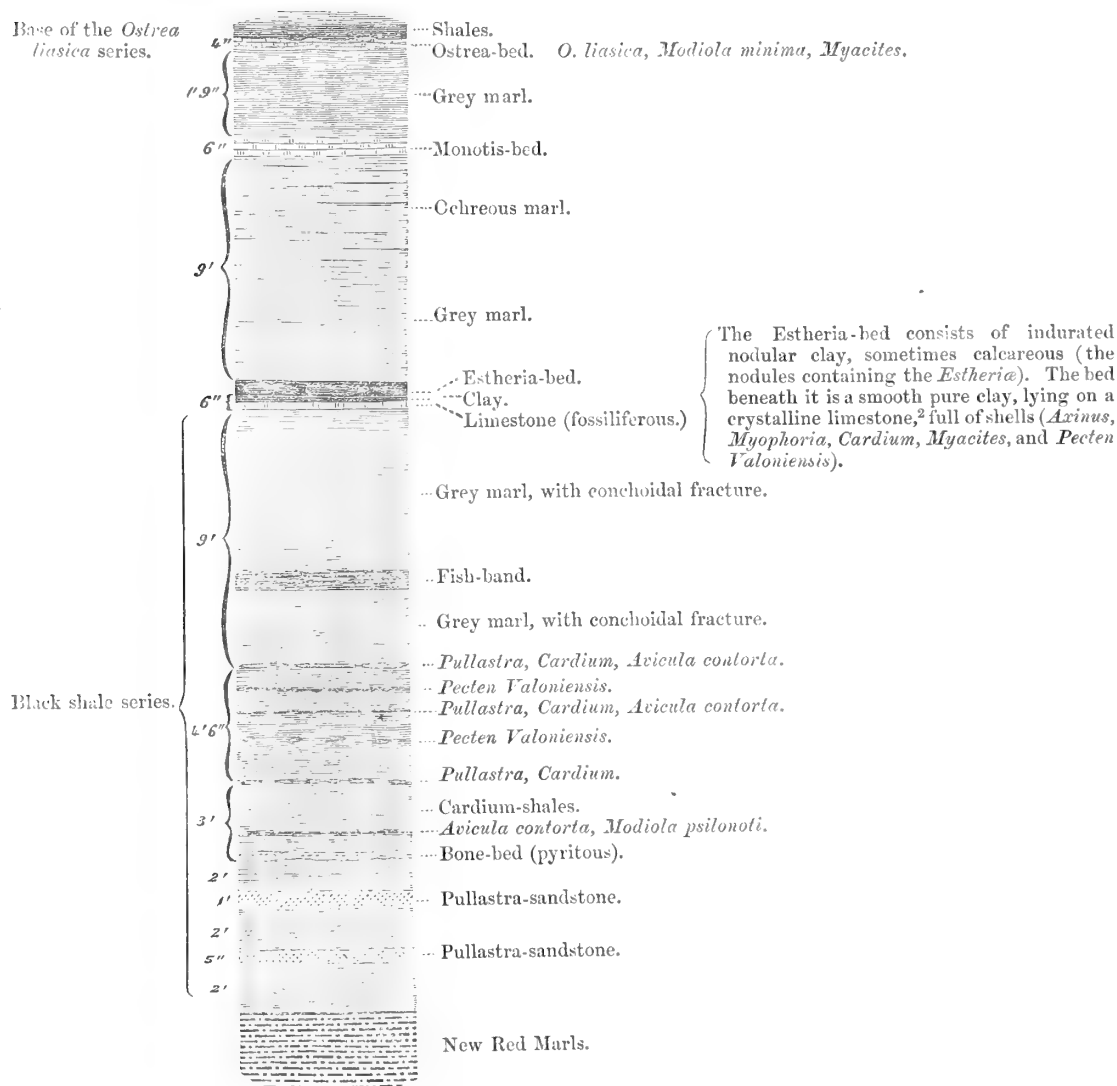 Base of the Ostrea
liasica series.
Shales.
4"
Ostrea-bed. O. liasica, Modiola minima, Myacites.
1' 9"
Grey marl.
6"
Monotis-bed.
Ochreous marl.
9'
Grey marl.
Estheria-bed.
Clay.
6"
Limestone (fossiliferous.)
The Estheria-bed consists of indurated
nodular clay, sometimes calcareous (the
nodules containing the Estheriæ). The bed
beneath it is a smooth pure clay, lying on a
crystalline limestone,² full of shells (Axinus,
Myophoria, Cardium, Myacites, and Pecten
Valoniensis).
Grey marl, with conchoidal fracture.
9'
Fish-band.
Grey marl, with conchoidal fracture.
Pullastra, Cardium, Avicula contorta.
Pecten Valoniensis.
Black shale series.
Pullastra, Cardium, Avicula contorta.
4' 6"
Pecten Valoniensis.
Pullastra, Cardium.
Cardium-shales.
3'
Avicula contorta, Modiola psilonoti.
Bone-bed (pyritous).
2'
1'
Pullastra-sandstone.
2'
5"
Pullastra-sandstone.
2'
New Red Marls.